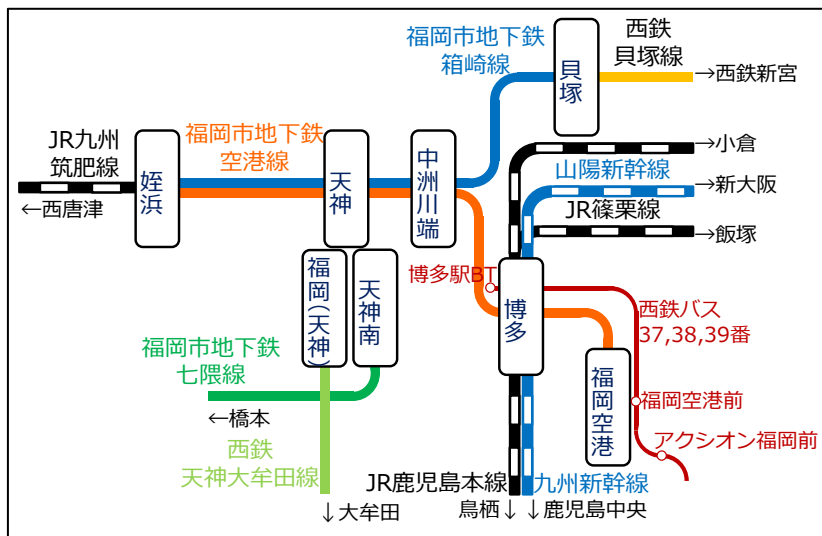 福岡市地下鉄
箱崎線
西鉄
貝塚線
貝塚
→西鉄新宮
JR九州
筑肥線
福岡市地下鉄
空港線
姪浜
天神
中洲川端
→小倉
山陽新幹線
→新大阪
←西唐津
JR篠栗線
→飯塚
福岡(天神)
天神南
博多駅BT
博多
西鉄バス
37,38,39番
福岡市地下鉄
七隈線
←橋本
福岡空港
福岡空港前
アクシオン福岡前
西鉄
天神大牟田線
JR鹿児島本線
九州新幹線
↓大牟田
鳥栖↓
↓鹿児島中央